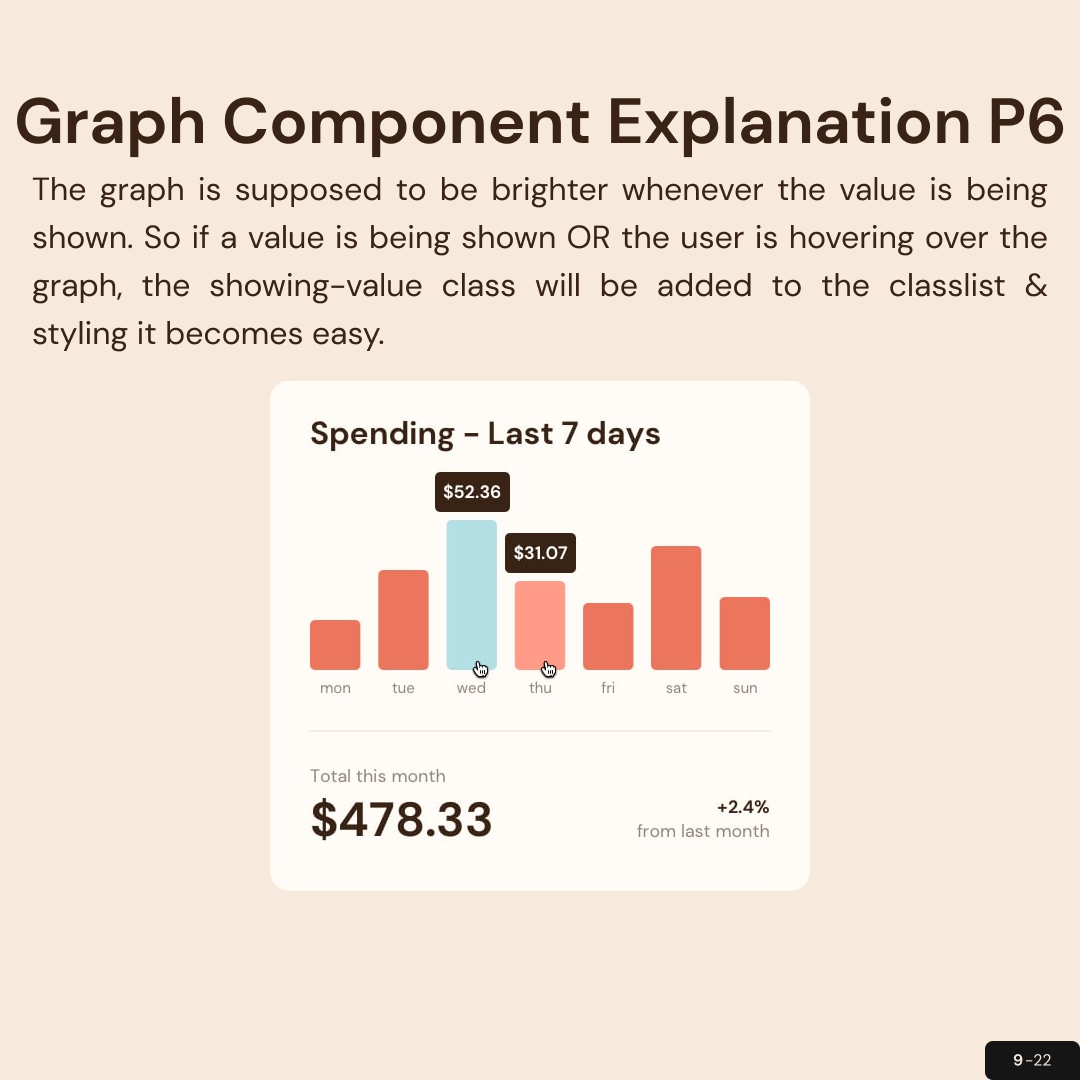 Graph Component Explanation P6
The graph is supposed to be brighter whenever the value is being
shown. So if a value is being shown OR the user is hovering over the
graph, the showing-value class will be added to the classlist &
styling it becomes easy.
Spending - Last 7 days
$52.36
$31.07
mon tue wed thu fri sat sun
Total this month
$478.33
+2.4%
from last month
9-22